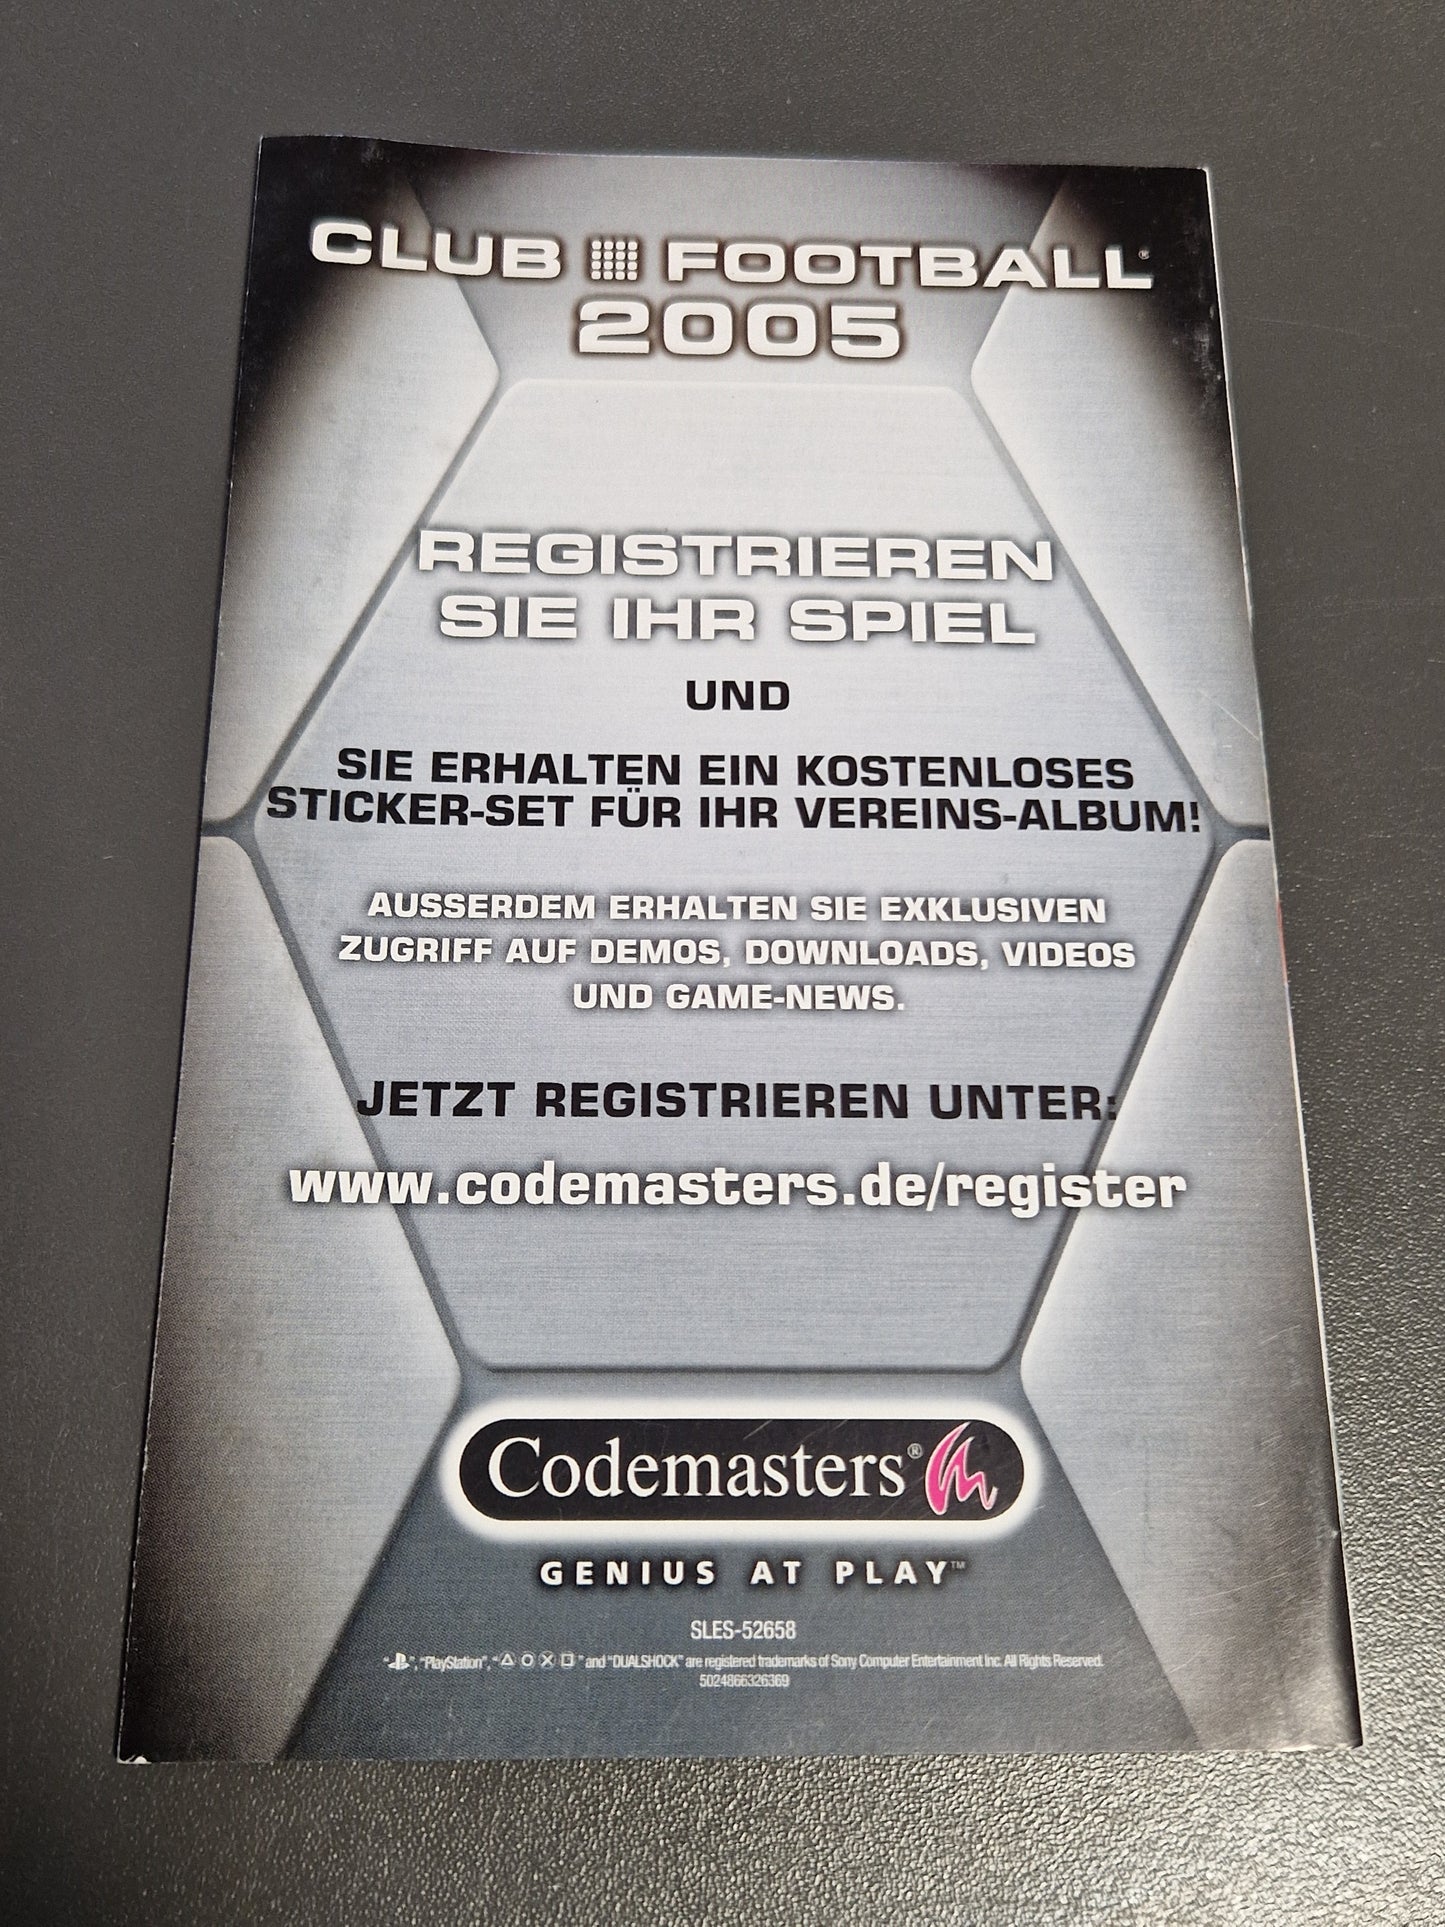 CLUB FOOTBALL®
2005
REGISTRIEREN
SIE IHR SPIEL
UND
SIE ERHALTEN EIN KOSTENLOSES
STICKER-SET FÜR IHR VEREINS-ALBUM!
AUSSERDEM ERHALTEN SIE EXKLUSIVEN
ZUGRIFF AUF DEMOS, DOWNLOADS, VIDEOS
UND GAME-NEWS.
JETZT REGISTRIEREN UNTER:
www.codemasters.de/register
Codemasters®
GENIUS AT PLAY™
SLES-52658
“ ”, “PlayStation”, “△○✕□” and “DUALSHOCK” are registered trademarks of Sony Computer Entertainment Inc. All Rights Reserved.
5024866326369